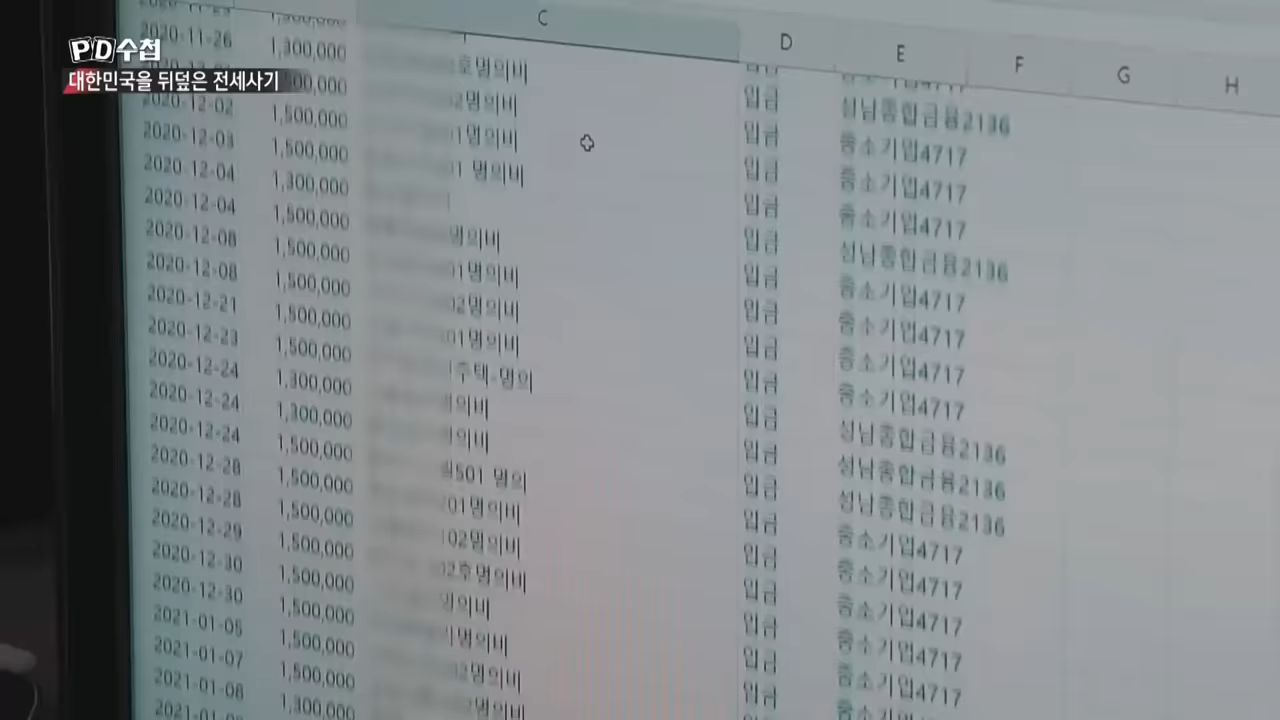 PD수첩
대한민국을 뒤덮은 전세사기
C D E F G H
2020-11-26 1,300,000 호명의비 입금 성남종합금융2136
00,000 02명의비 입금 중소기업4717
2020-12-02 1,500,000 01명의비 입금 중소기업4717
2020-12-03 1,500,000 01 명의비 입금 중소기업4717
2020-12-04 1,300,000 입금 성남종합금융2136
2020-12-04 1,500,000 명의비 입금 중소기업4717
2020-12-08 1,500,000 01명의비 입금 중소기업4717
2020-12-08 1,500,000 02명의비 입금 중소기업4717
2020-12-21 1,500,000 01명의비 입금 중소기업4717
2020-12-23 1,500,000 주택-명의 입금 성남종합금융2136
2020-12-24 1,300,000 의비 입금 성남종합금융2136
2020-12-24 1,300,000 의비 입금 성남종합금융2136
2020-12-24 1,500,000 501 명의 입금 중소기업4717
2020-12-28 1,500,000 01명의비 입금 중소기업4717
2020-12-28 1,500,000 02명의비 입금 중소기업4717
2020-12-29 1,500,000 02호명의비 입금 중소기업4717
2020-12-30 1,500,000 명의비 입금 중소기업4717
2020-12-30 1,500,000 명의비 입금
2021-01-05 1,500,000 02명의비
2021-01-07 1,500,000 02명의비
2021-01-08 1,300,000